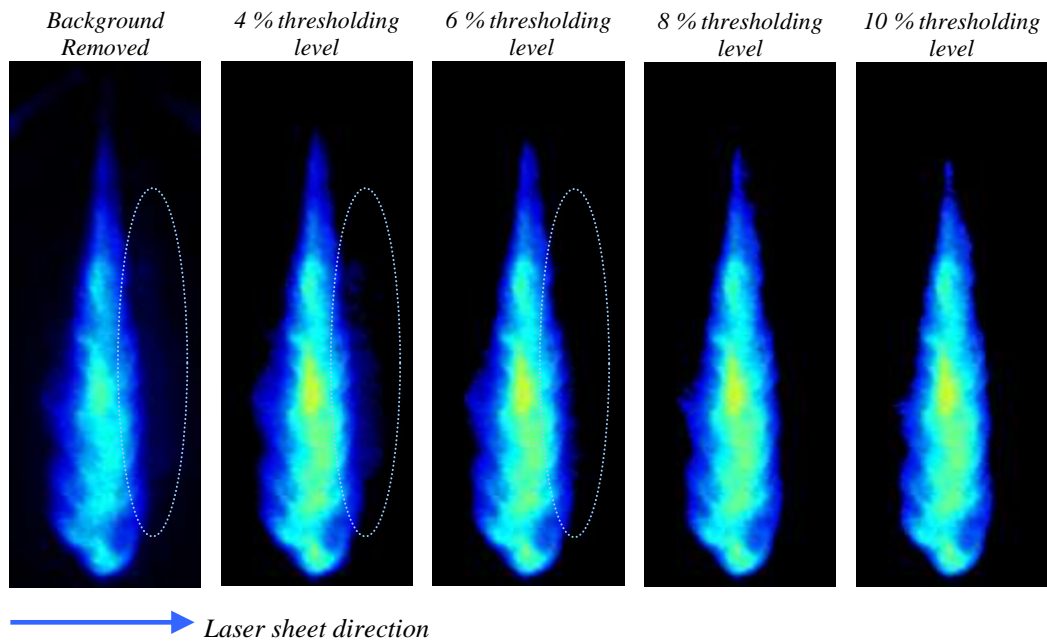 Background
Removed
4 % thresholding
level
6 % thresholding
level
8 % thresholding
level
10 % thresholding
level
Laser sheet direction